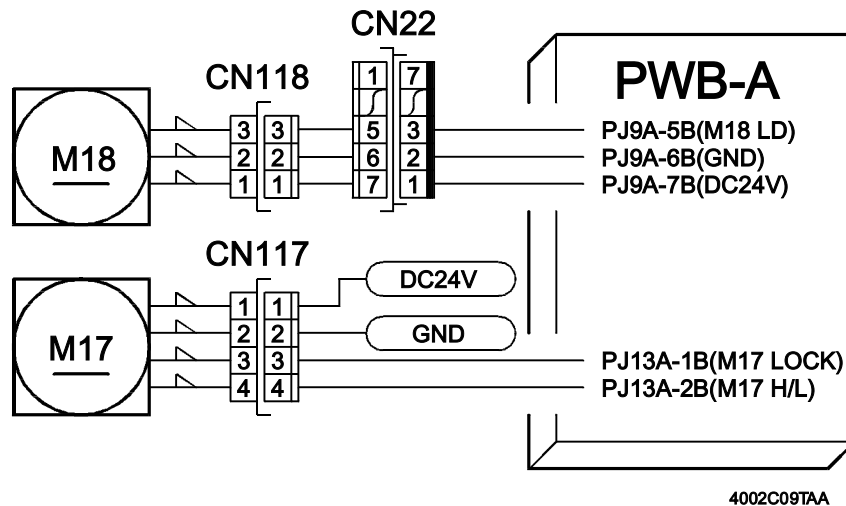 CN22
PWB-A
CN118
1 7
3 3 5 3 PJ9A-5B(M18 LD)
M18 2 2 6 2 PJ9A-6B(GND)
1 1 7 1 PJ9A-7B(DC24V)
CN117
DC24V
1 1
2 2 GND
M17
3 3 PJ13A-1B(M17 LOCK)
4 4 PJ13A-2B(M17 H/L)
4002C09TAA